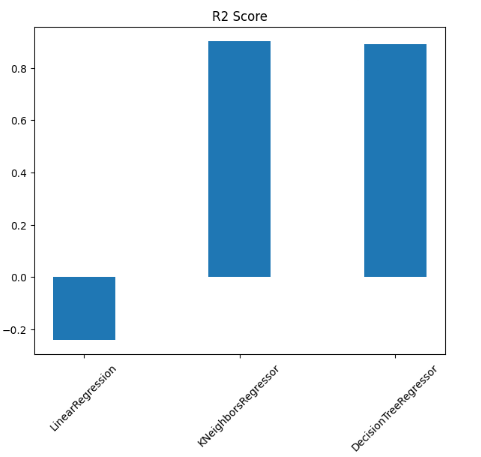 R2 Score
0.8
0.6
0.4
0.2
0.0
−0.2
LinearRegression
KNeighborsRegressor
DecisionTreeRegressor